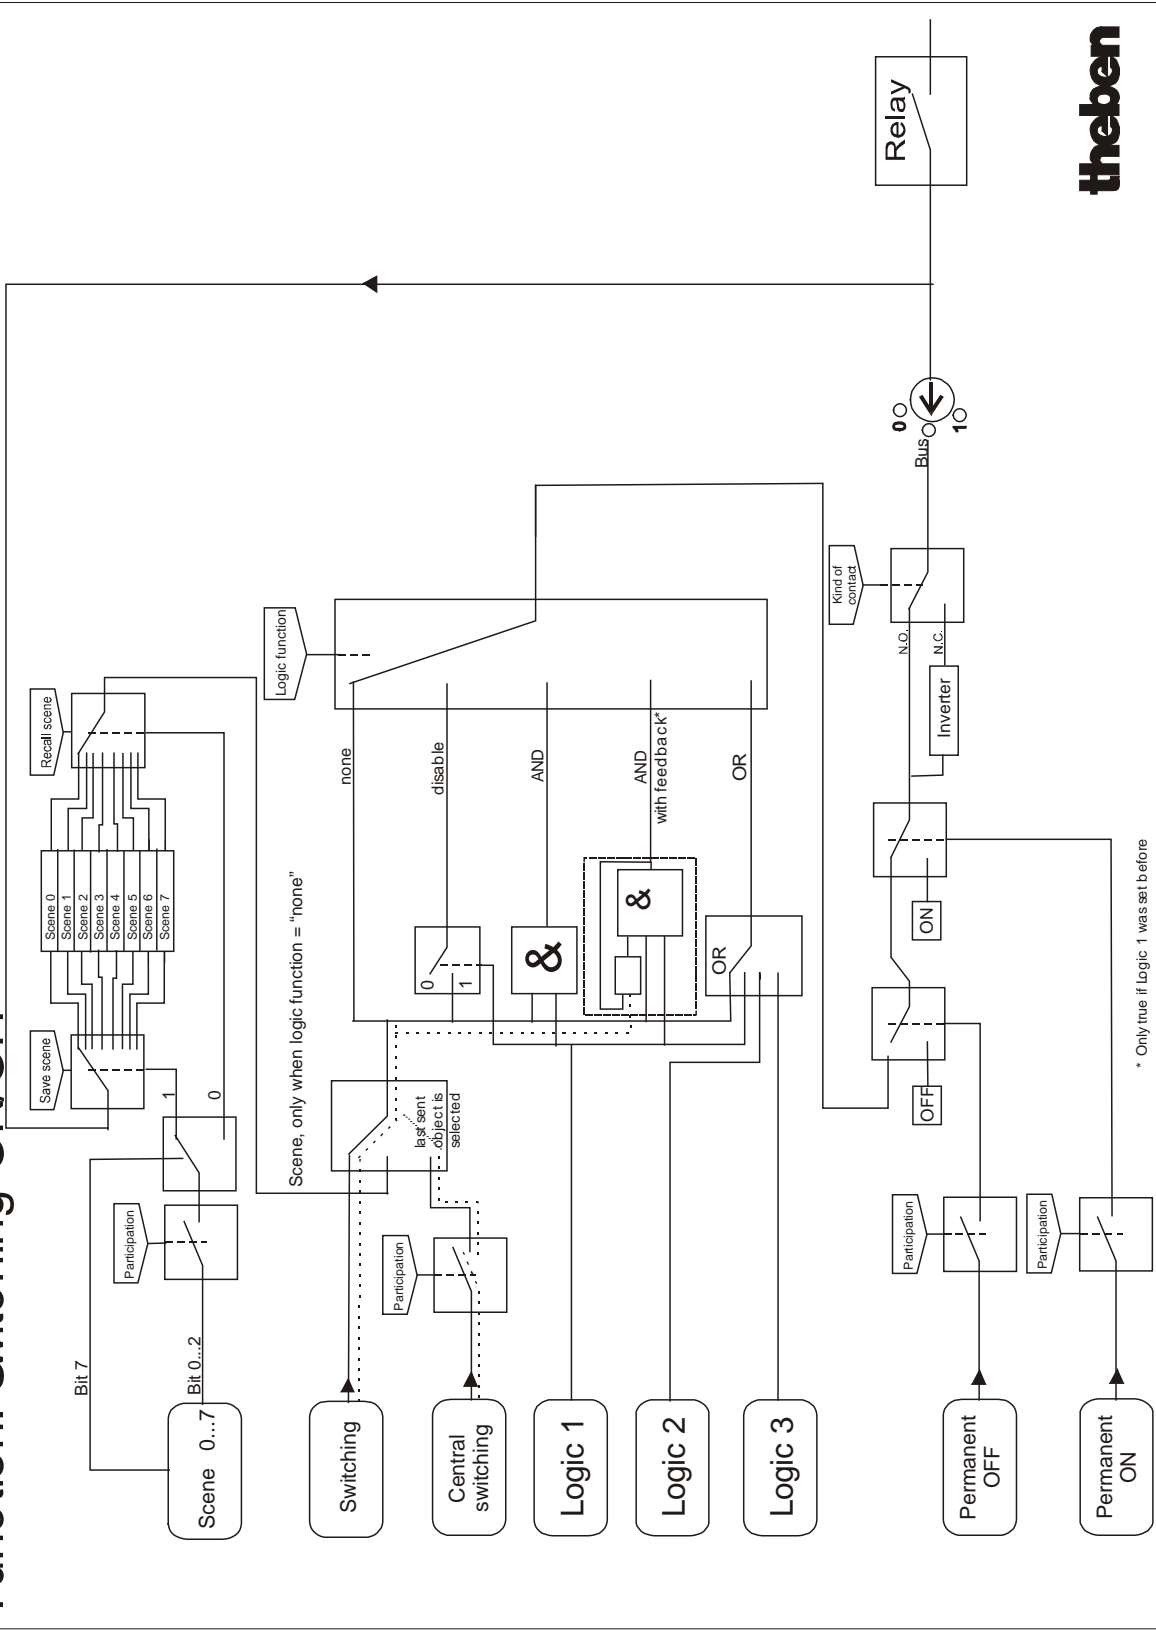 Function: Switching ON/OFF
Scene 0...7
Bit 7
Bit 0...2
Participation
1
0
Save scene
Scene 0
Scene 1
Scene 2
Scene 3
Scene 4
Scene 5
Scene 6
Scene 7
Recall scene
Scene, only when logic function = "none"
Switching
Central
switching
Participation
last sent
object is
selected
Logic 1
Logic 2
Logic 3
0
1
&
&
OR
none
disable
AND
AND
with feedback*
OR
Logic function
Permanent
OFF
Permanent
ON
Participation
Participation
OFF
ON
Inverter
N.O.
N.C.
Kind of
contact
Bus
0
1
Relay
* Only true if Logic 1 was set before
theben